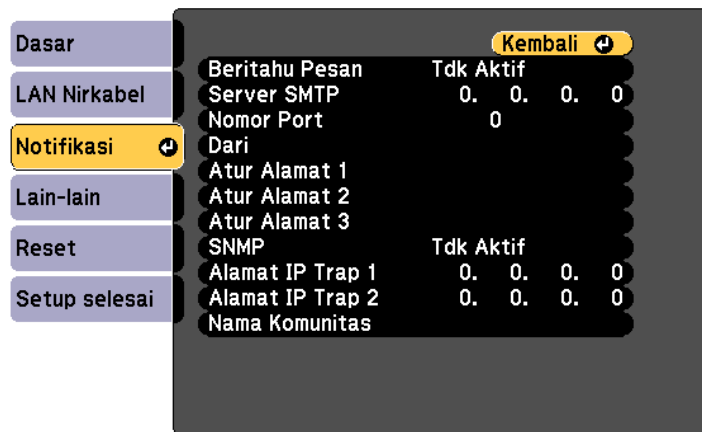 Dasar
LAN Nirkabel
Notifikasi
Lain-lain
Reset
Setup selesai
Kembali
Beritahu Pesan Tdk Aktif
Server SMTP 0. 0. 0. 0
Nomor Port 0
Dari
Atur Alamat 1
Atur Alamat 2
Atur Alamat 3
SNMP Tdk Aktif
Alamat IP Trap 1 0. 0. 0. 0
Alamat IP Trap 2 0. 0. 0. 0
Nama Komunitas